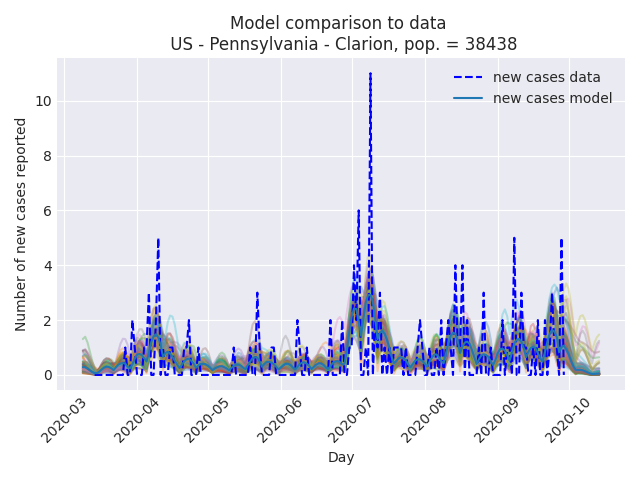 Model comparison to data
US - Pennsylvania - Clarion, pop. = 38438
new cases data
new cases model
Number of new cases reported
10
8
6
4
2
0
2020-03
2020-04
2020-05
2020-06
2020-07
2020-08
2020-09
2020-10
Day